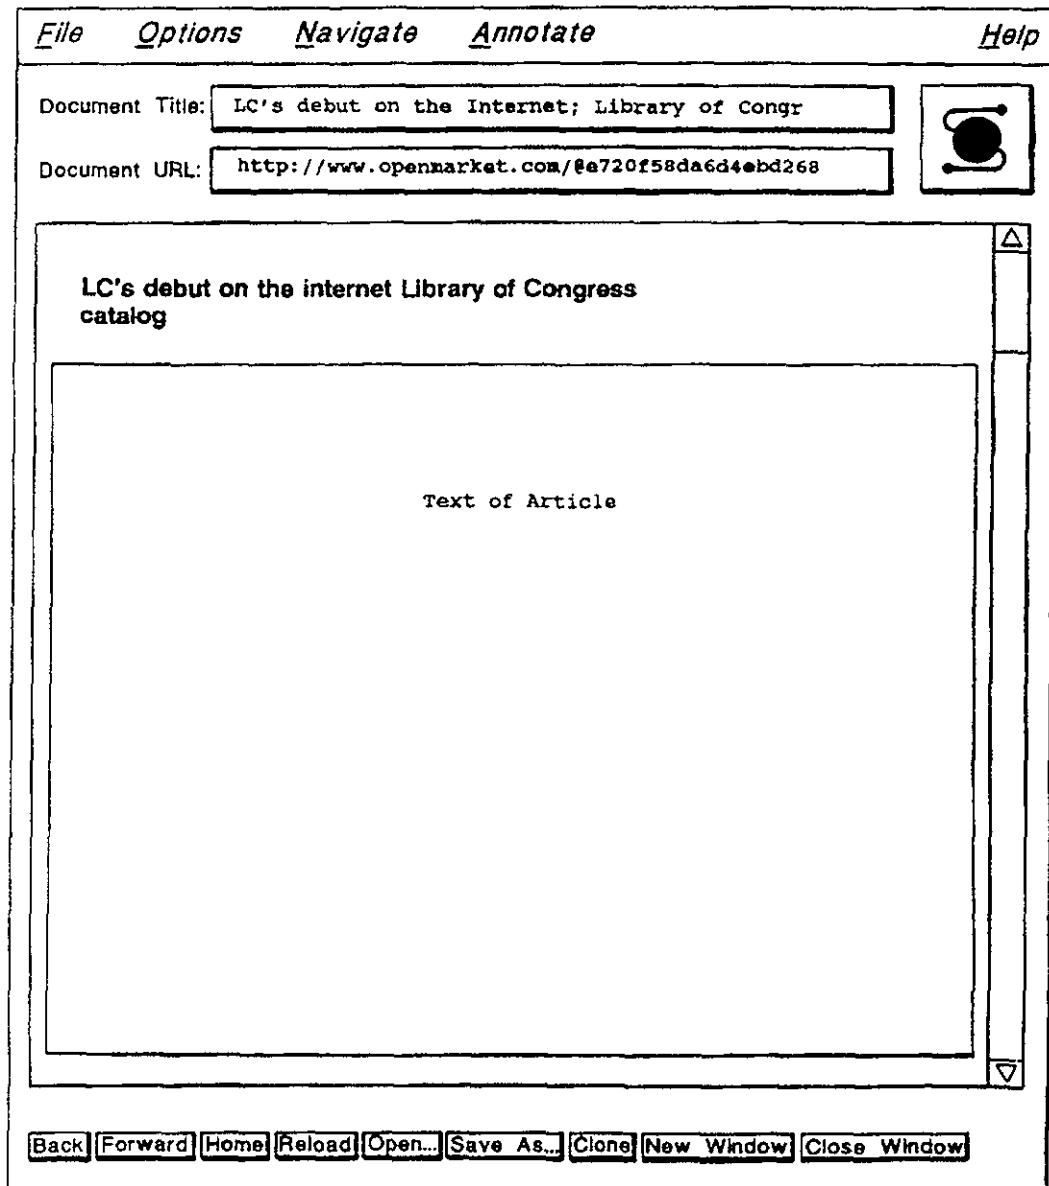 File Options Navigate Annotate Help
Document Title: LC's debut on the Internet; Library of Congr
Document URL: http://www.openmarket.com/@e720f58da6d4ebd268
LC's debut on the internet Library of Congress
catalog
Text of Article
Back Forward Home Reload Open... Save As... Clone New Window Close Window